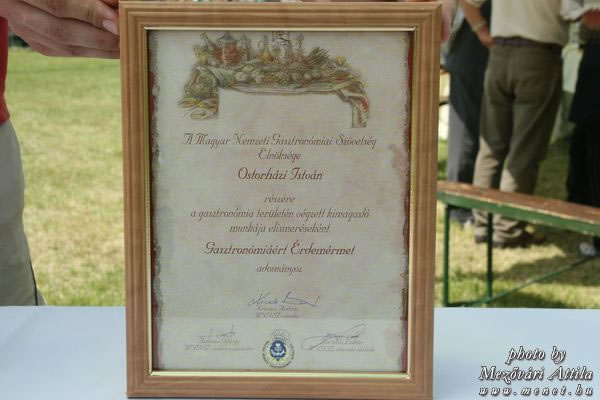 A Magyar Nemzeti Gasztronómiai Szövetség
Elnöksége
Ostorházi István
részére
a gasztronómia területén végzett kimagasló
munkája elismeréseként
Gasztronómiáért Érdemérmet
adományoz
photo by
Mezővári Attila
www.menet.hu